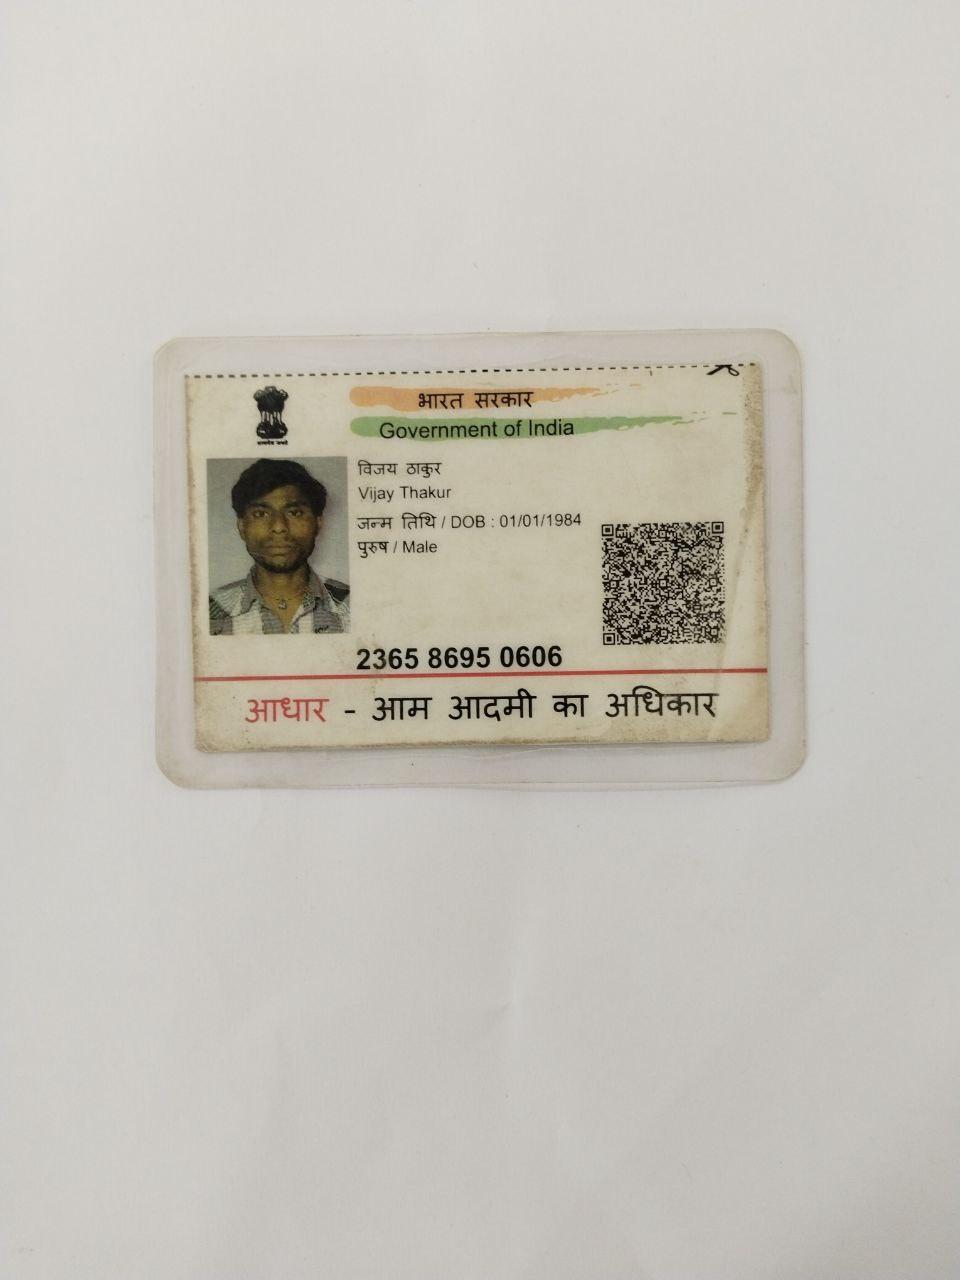 भारत सरकार
Government of India
विजय ठाकुर
Vijay Thakur
जन्म तिथि / DOB : 01/01/1984
पुरुष / Male
2365 8695 0606
आधार - आम आदमी का अधिकार